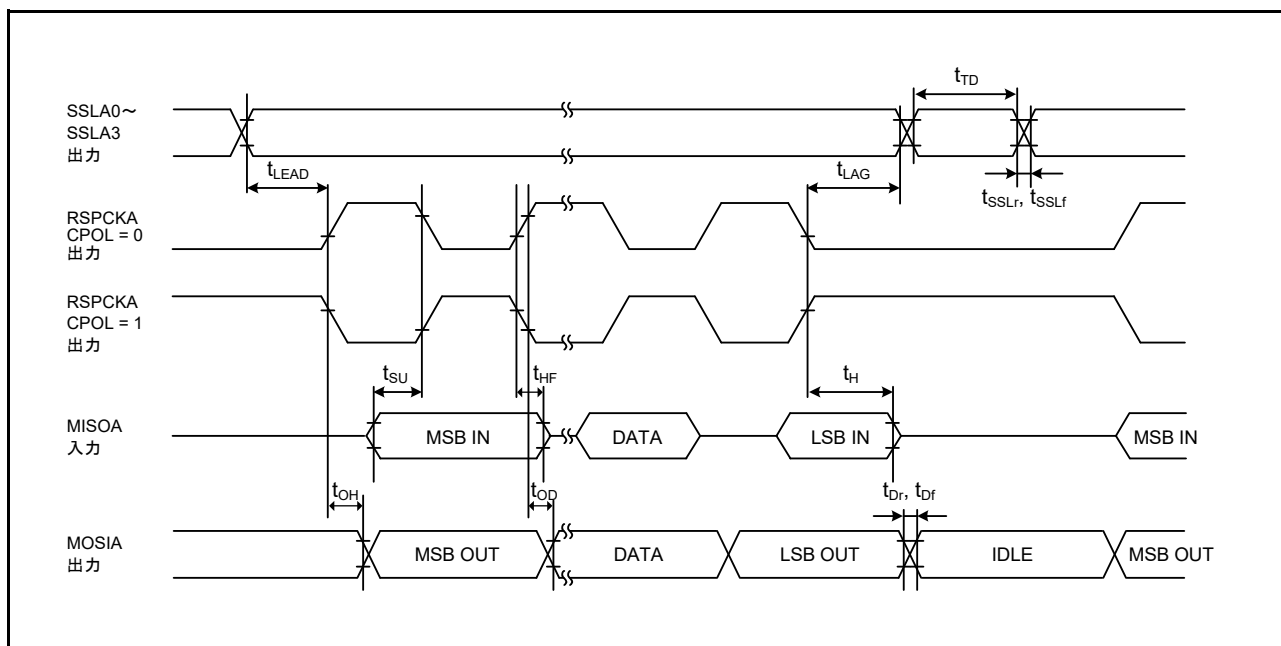 SSLA0～
SSLA3
出力
tTD
tLEAD
tLAG
tSSLr, tSSLf
RSPCKA
CPOL = 0
出力
RSPCKA
CPOL = 1
出力
tSU
tHF
tH
MISOA
入力
MSB IN
DATA
LSB IN
MSB IN
tOH
tOD
tDr, tDf
MOSIA
出力
MSB OUT
DATA
LSB OUT
IDLE
MSB OUT